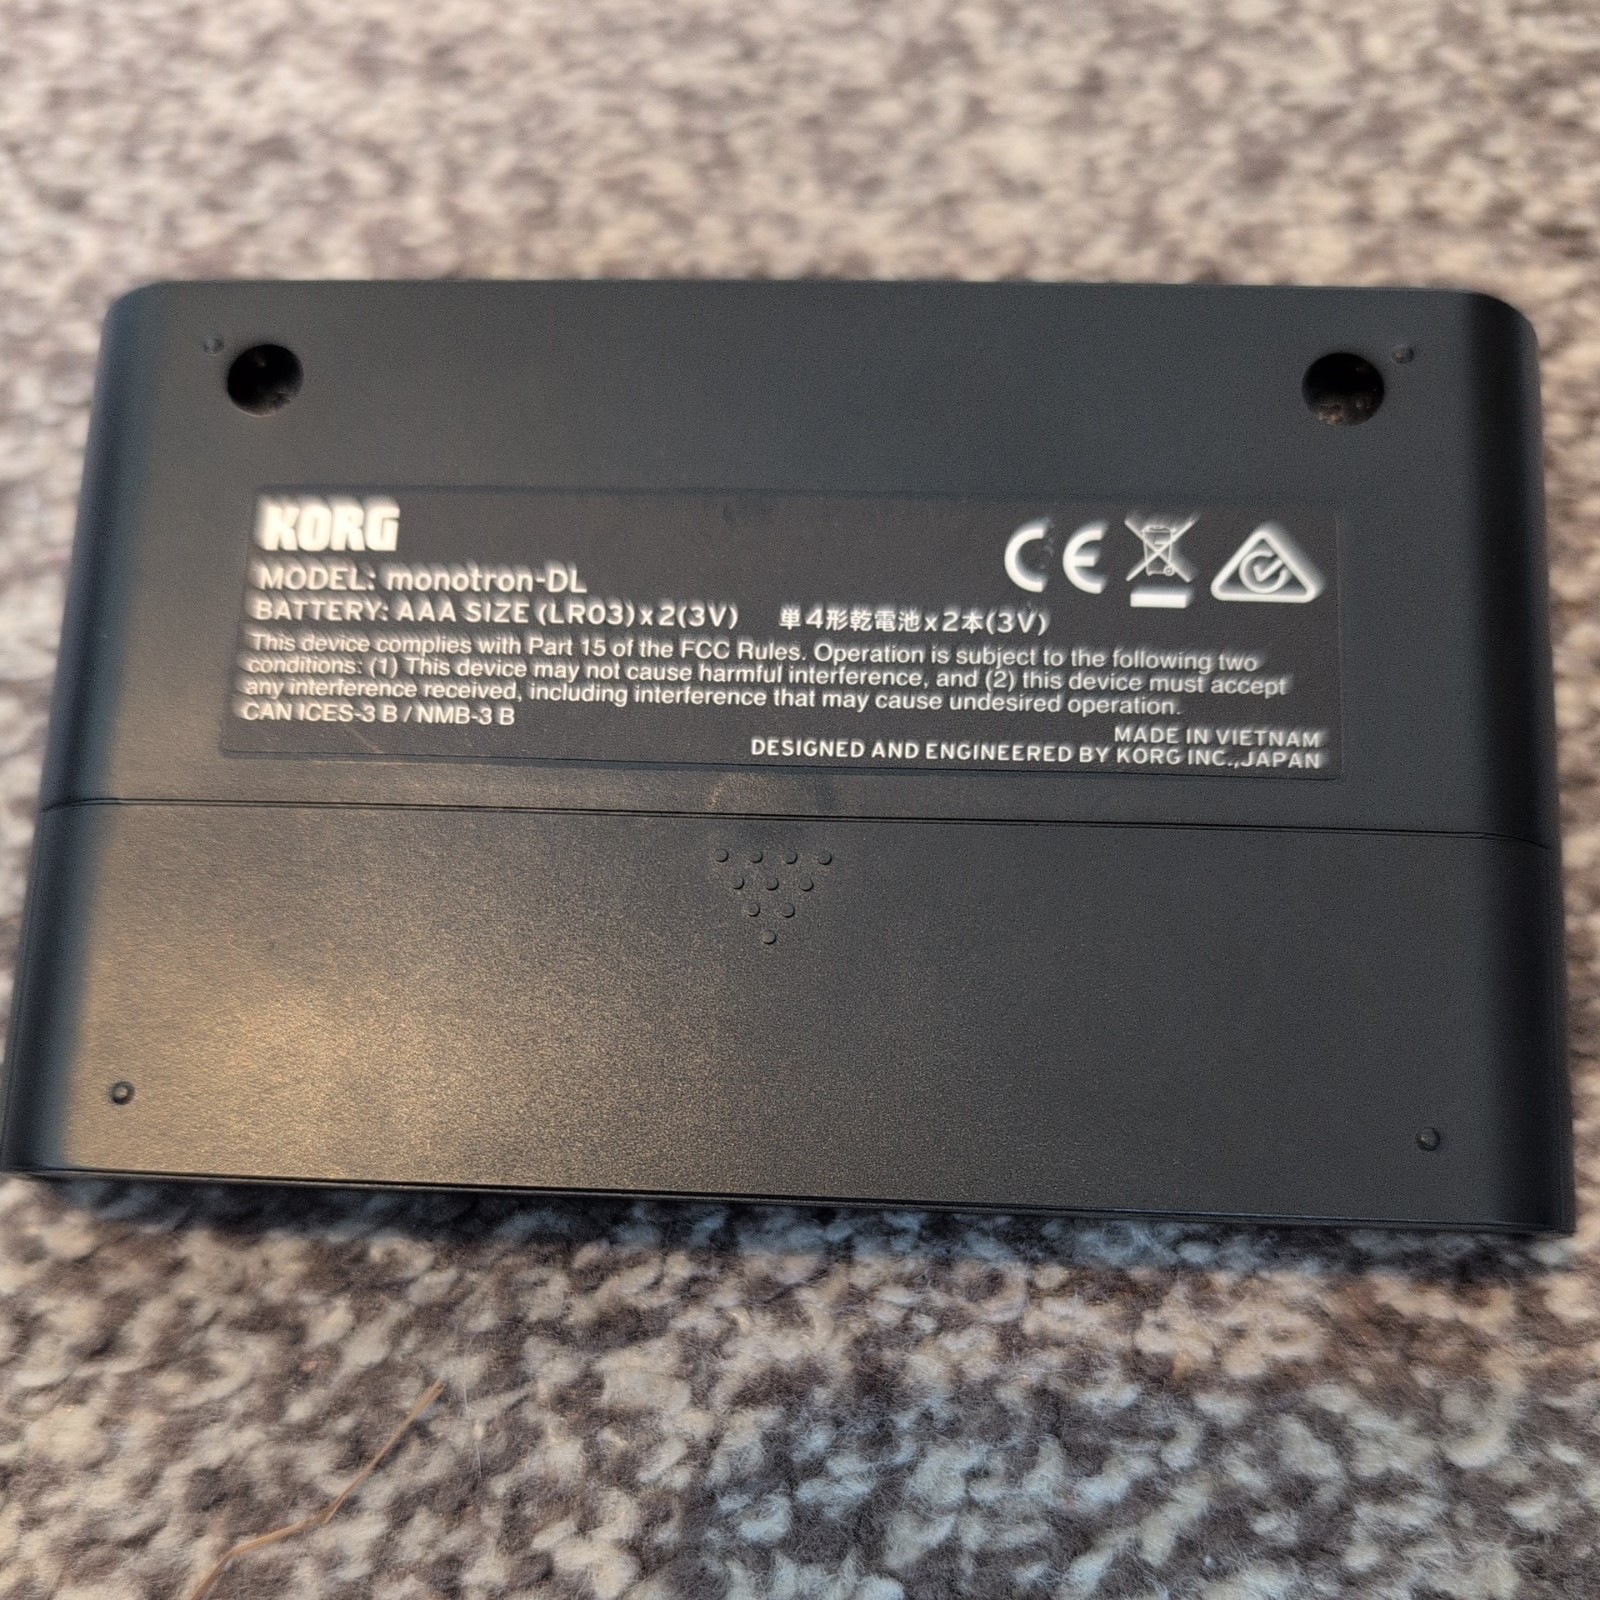 KORG
MODEL: monotron-DL
BATTERY: AAA SIZE (LR03)x2(3V) 単4形乾電池x2本(3V)
This device complies with Part 15 of the FCC Rules. Operation is subject to the following two
conditions: (1) This device may not cause harmful interference, and (2) this device must accept
any interference received, including interference that may cause undesired operation.
CAN ICES-3 B / NMB-3 B
MADE IN VIETNAM
DESIGNED AND ENGINEERED BY KORG INC.,JAPAN